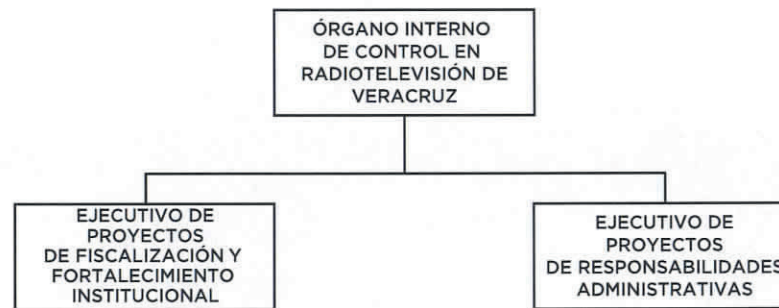 ÓRGANO INTERNO
DE CONTROL EN
RADIOTELEVISIÓN DE
VERACRUZ
EJECUTIVO DE
PROYECTOS
DE FISCALIZACIÓN Y
FORTALECIMIENTO
INSTITUCIONAL
EJECUTIVO DE
PROYECTOS
DE RESPONSABILIDADES
ADMINISTRATIVAS